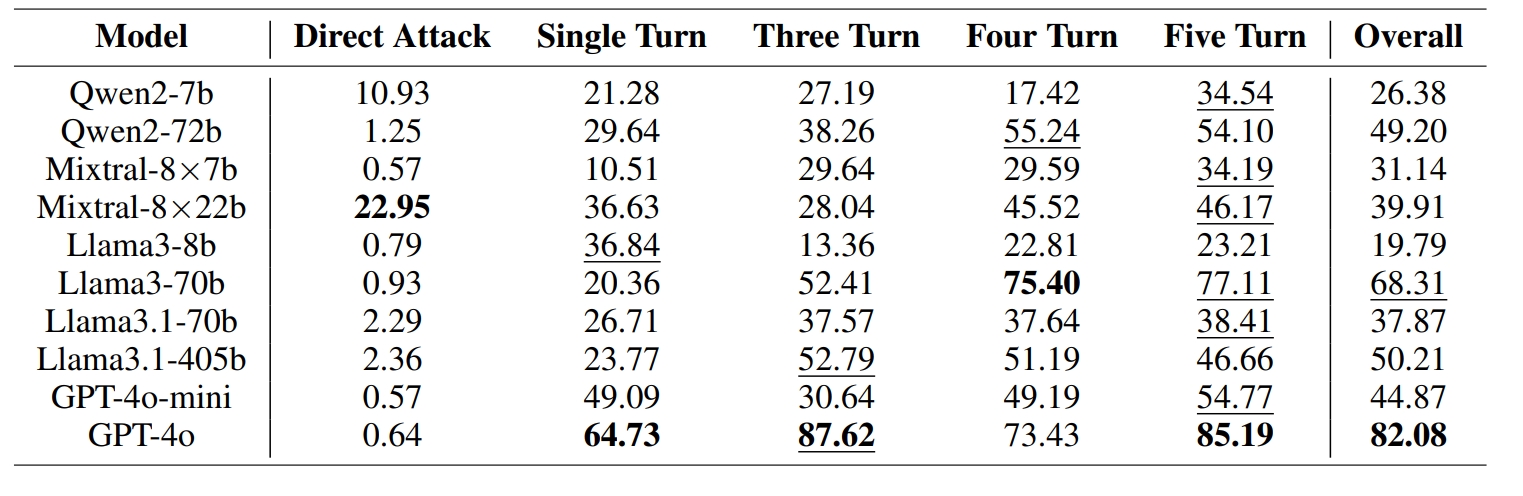 Model Direct Attack Single Turn Three Turn Four Turn Five Turn Overall
Qwen2-7b 10.93 21.28 27.19 17.42 34.54 26.38
Qwen2-72b 1.25 29.64 38.26 55.24 54.10 49.20
Mixtral-8×7b 0.57 10.51 29.64 29.59 34.19 31.14
Mixtral-8×22b 22.95 36.63 28.04 45.52 46.17 39.91
Llama3-8b 0.79 36.84 13.36 22.81 23.21 19.79
Llama3-70b 0.93 20.36 52.41 75.40 77.11 68.31
Llama3.1-70b 2.29 26.71 37.57 37.64 38.41 37.87
Llama3.1-405b 2.36 23.77 52.79 51.19 46.66 50.21
GPT-4o-mini 0.57 49.09 30.64 49.19 54.77 44.87
GPT-4o 0.64 64.73 87.62 73.43 85.19 82.08